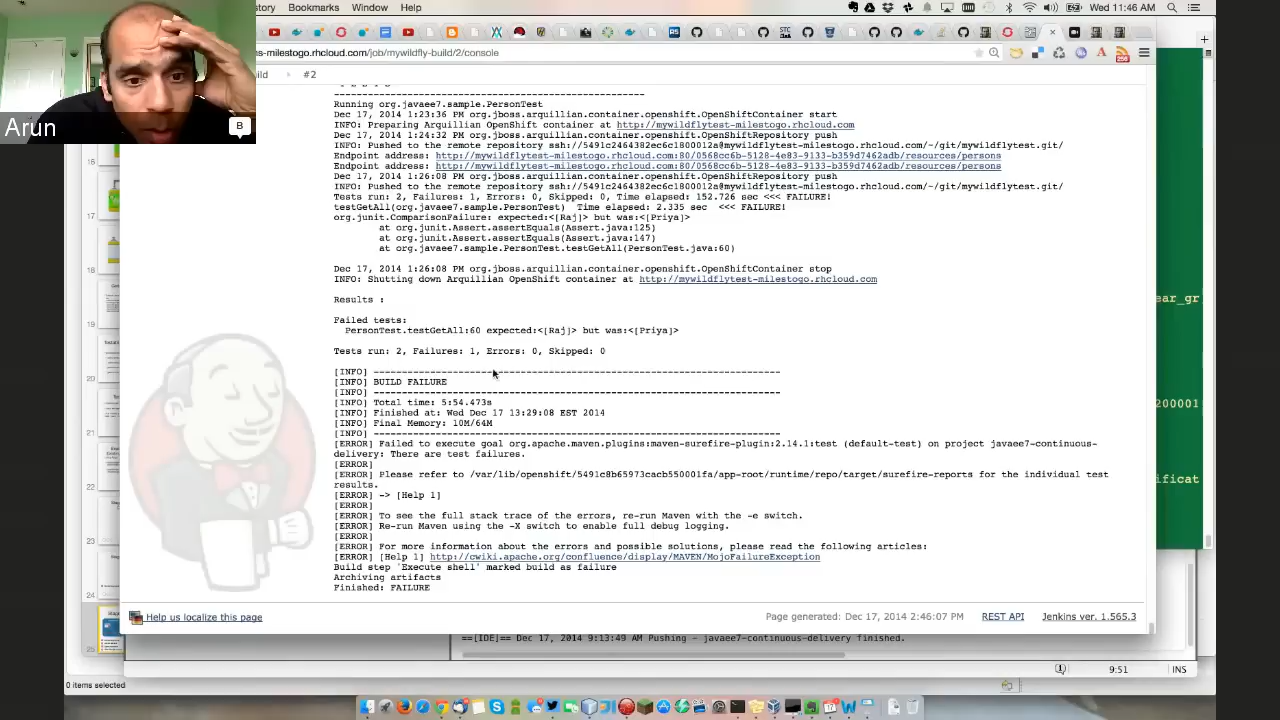 story Bookmarks Window Help
Wed 11:46 AM
s-milestogo.rhcloud.com/job/mywildfly-build/2/console
256
ild #2
-------------------------------------------------------
Running org.javaee7.sample.PersonTest
Dec 17, 2014 1:23:36 PM org.jboss.arquillian.container.openshift.OpenShiftContainer start
INFO: Preparing Arquillian OpenShift container at http://mywildflytest-milestogo.rhcloud.com
Dec 17, 2014 1:24:32 PM org.jboss.arquillian.container.openshift.OpenShiftRepository push
INFO: Pushed to the remote repository ssh://5491c2464382ec6c1800012a@mywildflytest-milestogo.rhcloud.com/~/git/mywildflytest.git/
Endpoint address: http://mywildflytest-milestogo.rhcloud.com:80/0568cc6b-5128-4e83-9133-b359d7462adb/resources/persons
Endpoint address: http://mywildflytest-milestogo.rhcloud.com:80/0568cc6b-5128-4e83-9133-b359d7462adb/resources/persons
Dec 17, 2014 1:26:08 PM org.jboss.arquillian.container.openshift.OpenShiftRepository push
INFO: Pushed to the remote repository ssh://5491c2464382ec6c1800012a@mywildflytest-milestogo.rhcloud.com/~/git/mywildflytest.git/
Tests run: 2, Failures: 1, Errors: 0, Skipped: 0, Time elapsed: 152.726 sec <<< FAILURE!
testGetAll(org.javaee7.sample.PersonTest) Time elapsed: 2.335 sec <<< FAILURE!
org.junit.ComparisonFailure: expected:<[Raj]> but was:<[Priya]>
at org.junit.Assert.assertEquals(Assert.java:125)
at org.junit.Assert.assertEquals(Assert.java:147)
at org.javaee7.sample.PersonTest.testGetAll(PersonTest.java:60)
Dec 17, 2014 1:26:08 PM org.jboss.arquillian.container.openshift.OpenShiftContainer stop
INFO: Shutting down Arquillian OpenShift container at http://mywildflytest-milestogo.rhcloud.com
Results :
Failed tests:
PersonTest.testGetAll:60 expected:<[Raj]> but was:<[Priya]>
Tests run: 2, Failures: 1, Errors: 0, Skipped: 0
[INFO] ------------------------------------------------------------------------
[INFO] BUILD FAILURE
[INFO] ------------------------------------------------------------------------
[INFO] Total time: 5:54.473s
[INFO] Finished at: Wed Dec 17 13:29:08 EST 2014
[INFO] Final Memory: 10M/64M
[INFO] ------------------------------------------------------------------------
[ERROR] Failed to execute goal org.apache.maven.plugins:maven-surefire-plugin:2.14.1:test (default-test) on project javaee7-continuous-
delivery: There are test failures.
[ERROR]
[ERROR] Please refer to /var/lib/openshift/5491c8b65973cacb550001fa/app-root/runtime/repo/target/surefire-reports for the individual test
results.
[ERROR] -> [Help 1]
[ERROR]
[ERROR] To see the full stack trace of the errors, re-run Maven with the -e switch.
[ERROR] Re-run Maven using the -X switch to enable full debug logging.
[ERROR]
[ERROR] For more information about the errors and possible solutions, please read the following articles:
[ERROR] [Help 1] http://cwiki.apache.org/confluence/display/MAVEN/MojoFailureException
Build step 'Execute shell' marked build as failure
Archiving artifacts
Finished: FAILURE
Help us localize this page
Page generated: Dec 17, 2014 2:46:07 PM REST API Jenkins ver. 1.565.3
==[IDE]== Dec 17, 2014 9:13:49 AM Pushing - javaee7-continuous-delivery finished.
9:51 INS
0 items selected
Arun
B
16
17
18
19
20
21
22
23
24
25
ear_gr
200001
ificat